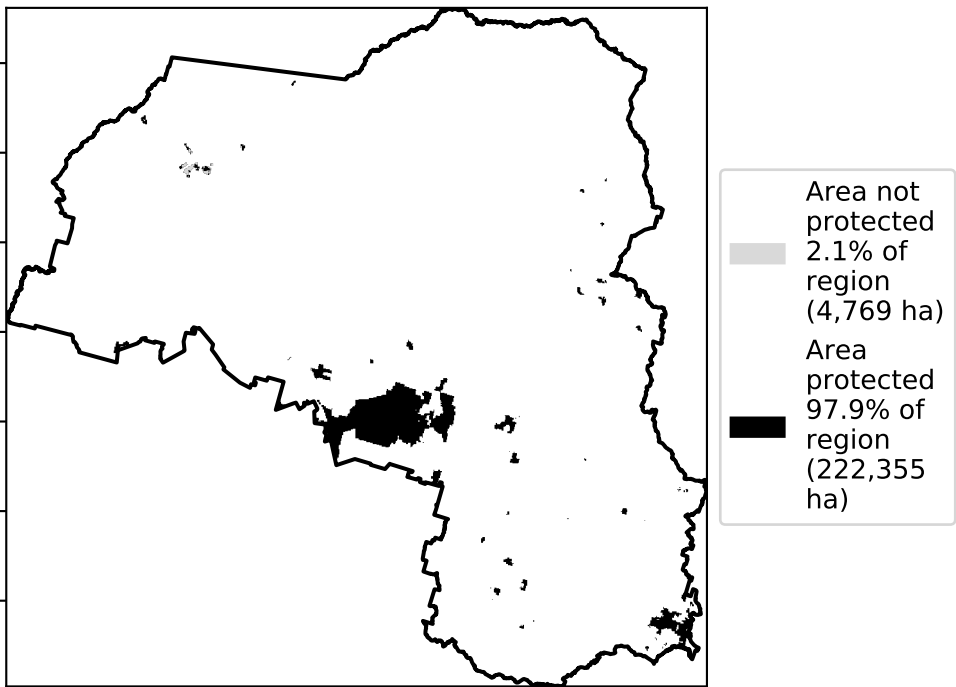 Area not
protected
2.1% of
region
(4,769 ha)
Area
protected
97.9% of
region
(222,355
ha)